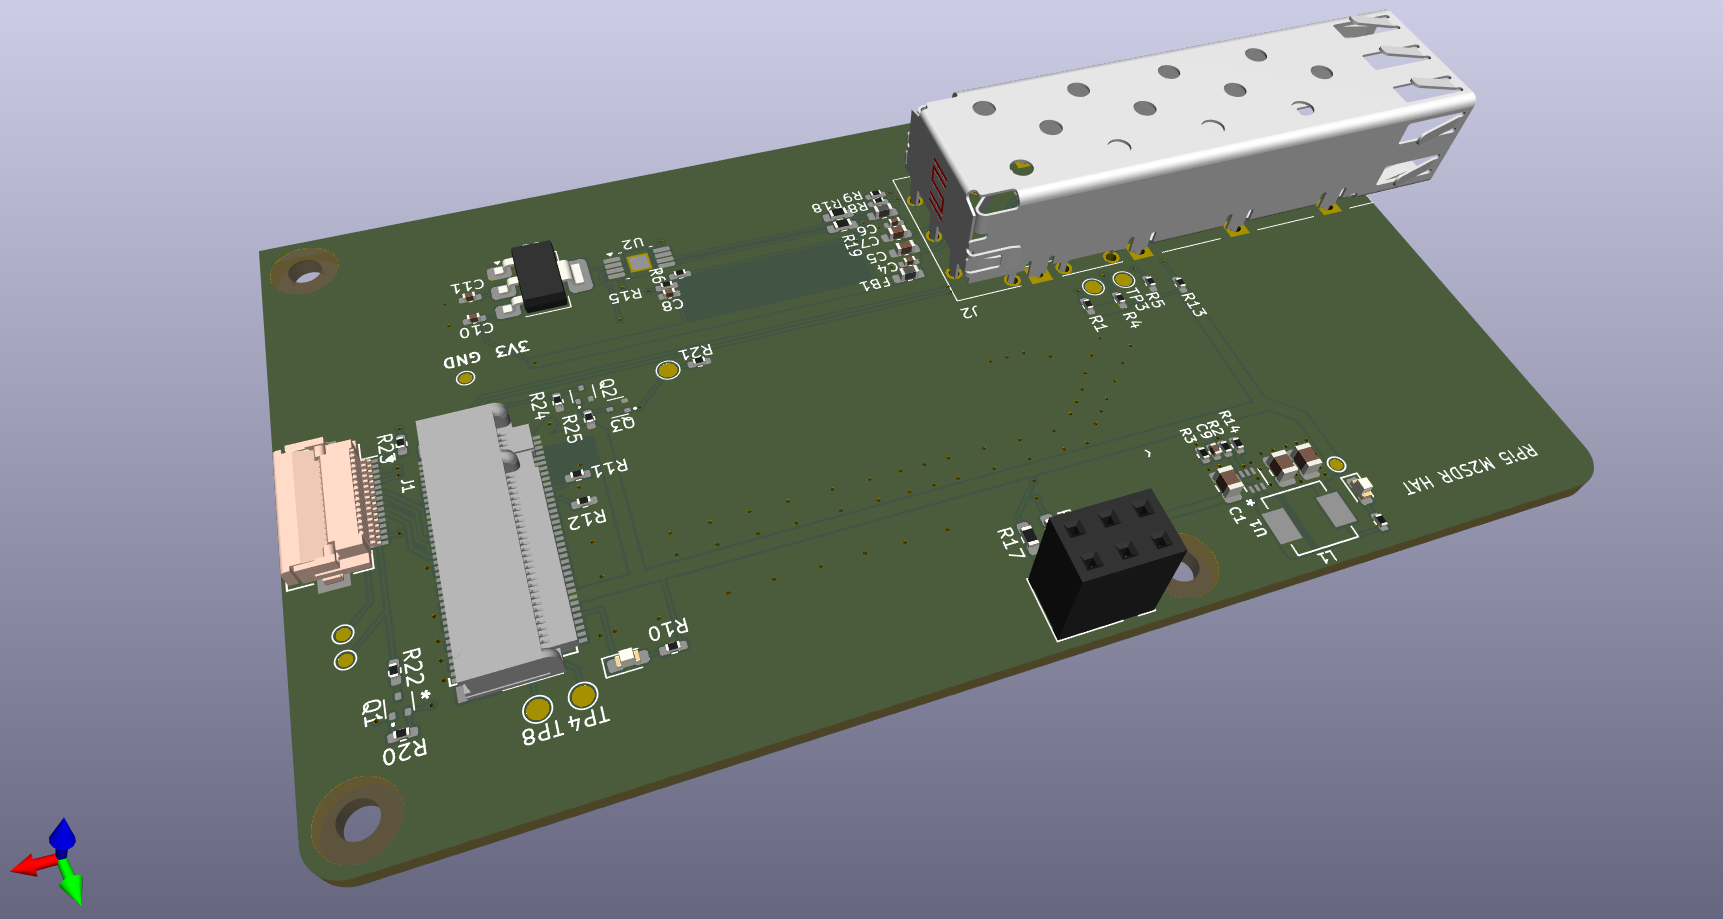 R9
R18
R8
C6
C7
R19
C5
C4
FB1
U2
R6
R15
C8
C11
C10
J2
TP3
R5
R13
R1
R4
3V3
GND
R21
Q2
R24
R25
Q3
R23
J1
R11
R12
R14
R2
C9
R3
RPI5 M2SDR HAT
C1
U1
L1
R17
R10
R22
Q1
R20
TP8
TP4